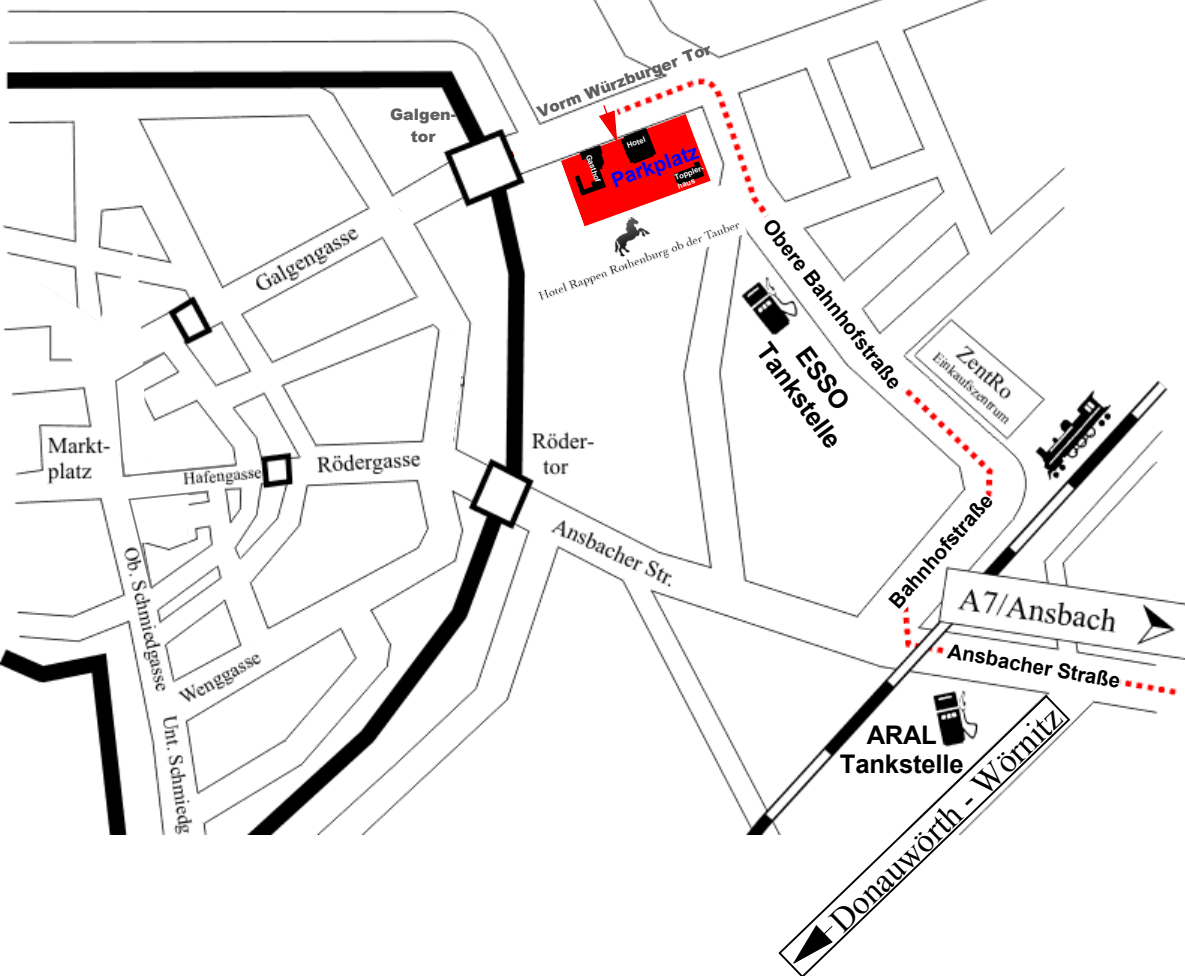 Vorm Würzburger Tor
Galgen-
tor
Gasthof
Hotel
Parkplatz
Toppler-
haus
Hotel Rappen Rothenburg ob der Tauber
Galgengasse
Obere Bahnhofstraße
ESSO
Tankstelle
ZentRo
Einkaufszentrum
Markt-
platz
Hafengasse
Rödergasse
Röder-
tor
Ansbacher Str.
Bahnhofstraße
A7/Ansbach
Ansbacher Straße
Ob. Schmiedgasse
Wenggasse
Unt. Schmiedg
ARAL
Tankstelle
Donauwörth - Wörnitz